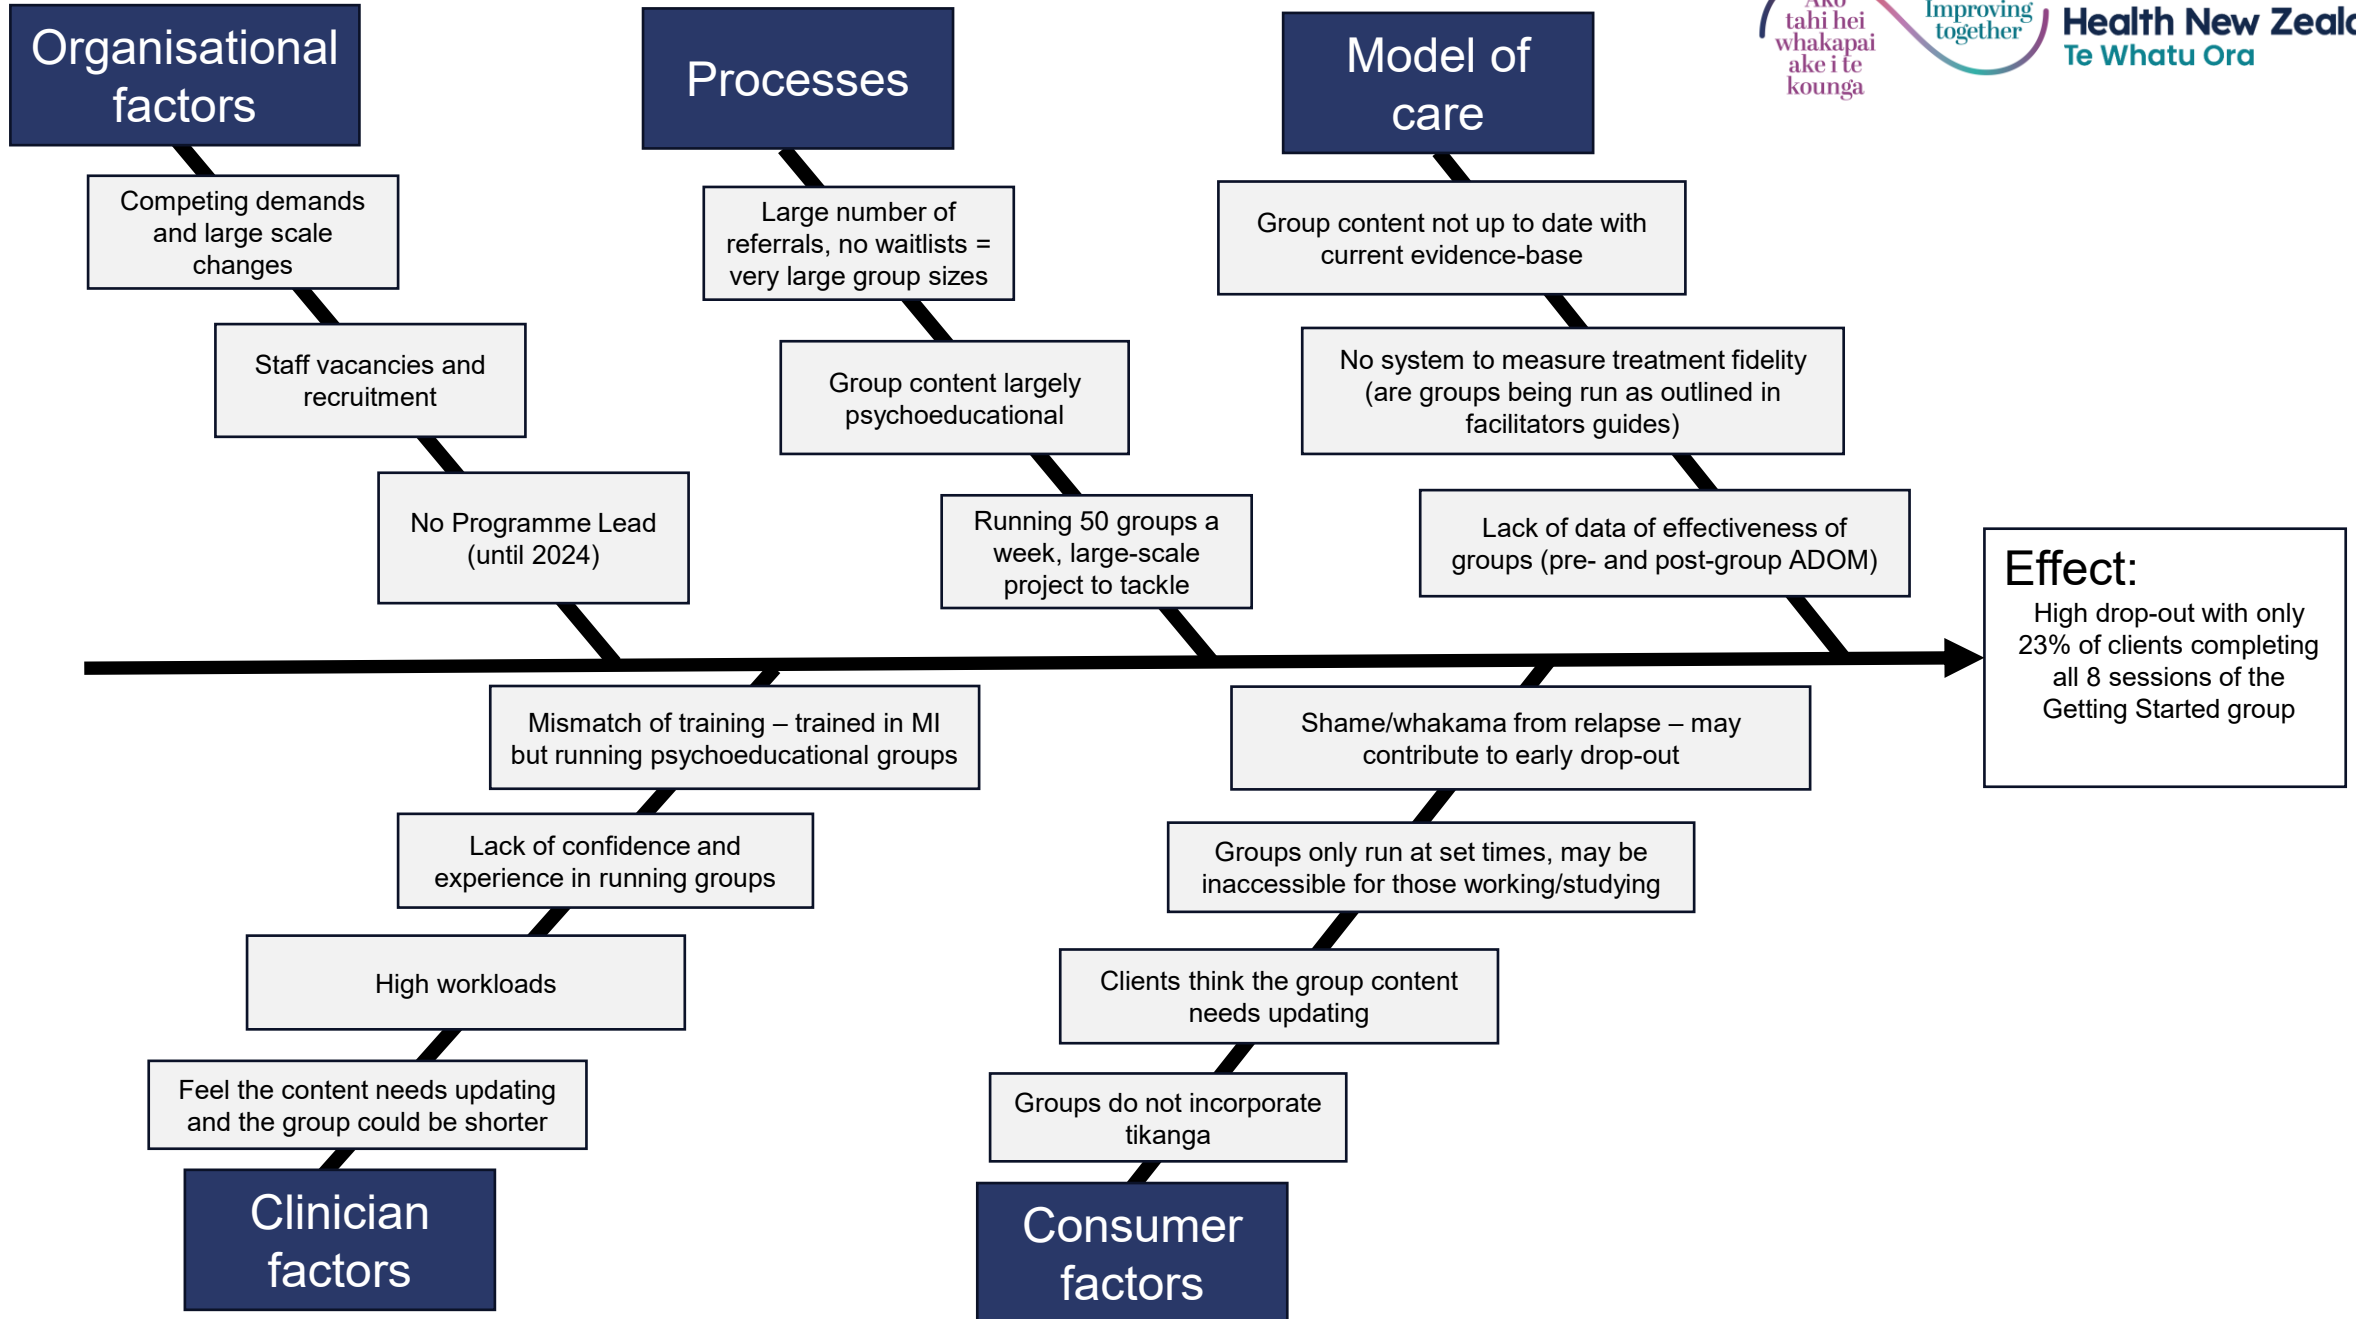 Organisational
factors
Processes
Model of
care
Ako
tahi hei
whakapai
ake i te
kounga
Improving
together
Health New Zeal
Te Whatu Ora
Competing demands
and large scale
changes
Staff vacancies and
recruitment
No Programme Lead
(until 2024)
Large number of
referrals, no waitlists =
very large group sizes
Group content largely
psychoeducational
Running 50 groups a
week, large-scale
project to tackle
Group content not up to date with
current evidence-base
No system to measure treatment fidelity
(are groups being run as outlined in
facilitators guides)
Lack of data of effectiveness of
groups (pre- and post-group ADOM)
Effect:
High drop-out with only
23% of clients completing
all 8 sessions of the
Getting Started group
Mismatch of training – trained in MI
but running psychoeducational groups
Lack of confidence and
experience in running groups
High workloads
Feel the content needs updating
and the group could be shorter
Clinician
factors
Shame/whakama from relapse – may
contribute to early drop-out
Groups only run at set times, may be
inaccessible for those working/studying
Clients think the group content
needs updating
Groups do not incorporate
tikanga
Consumer
factors